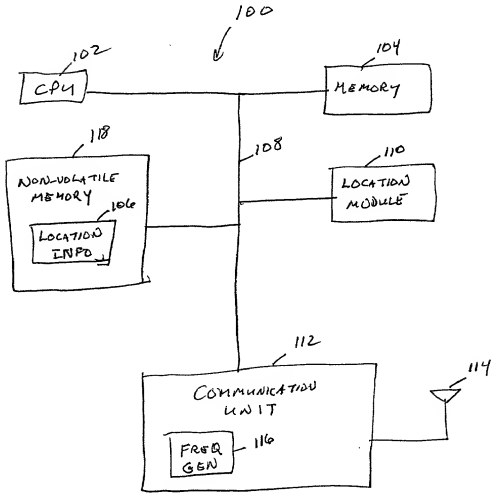 100
102
CPU
104
MEMORY
118
NON-VOLATILE
MEMORY
106
LOCATION
INFO
108
110
LOCATION
MODULE
112
COMMUNICATION
UNIT
FREQ
GEN
116
114